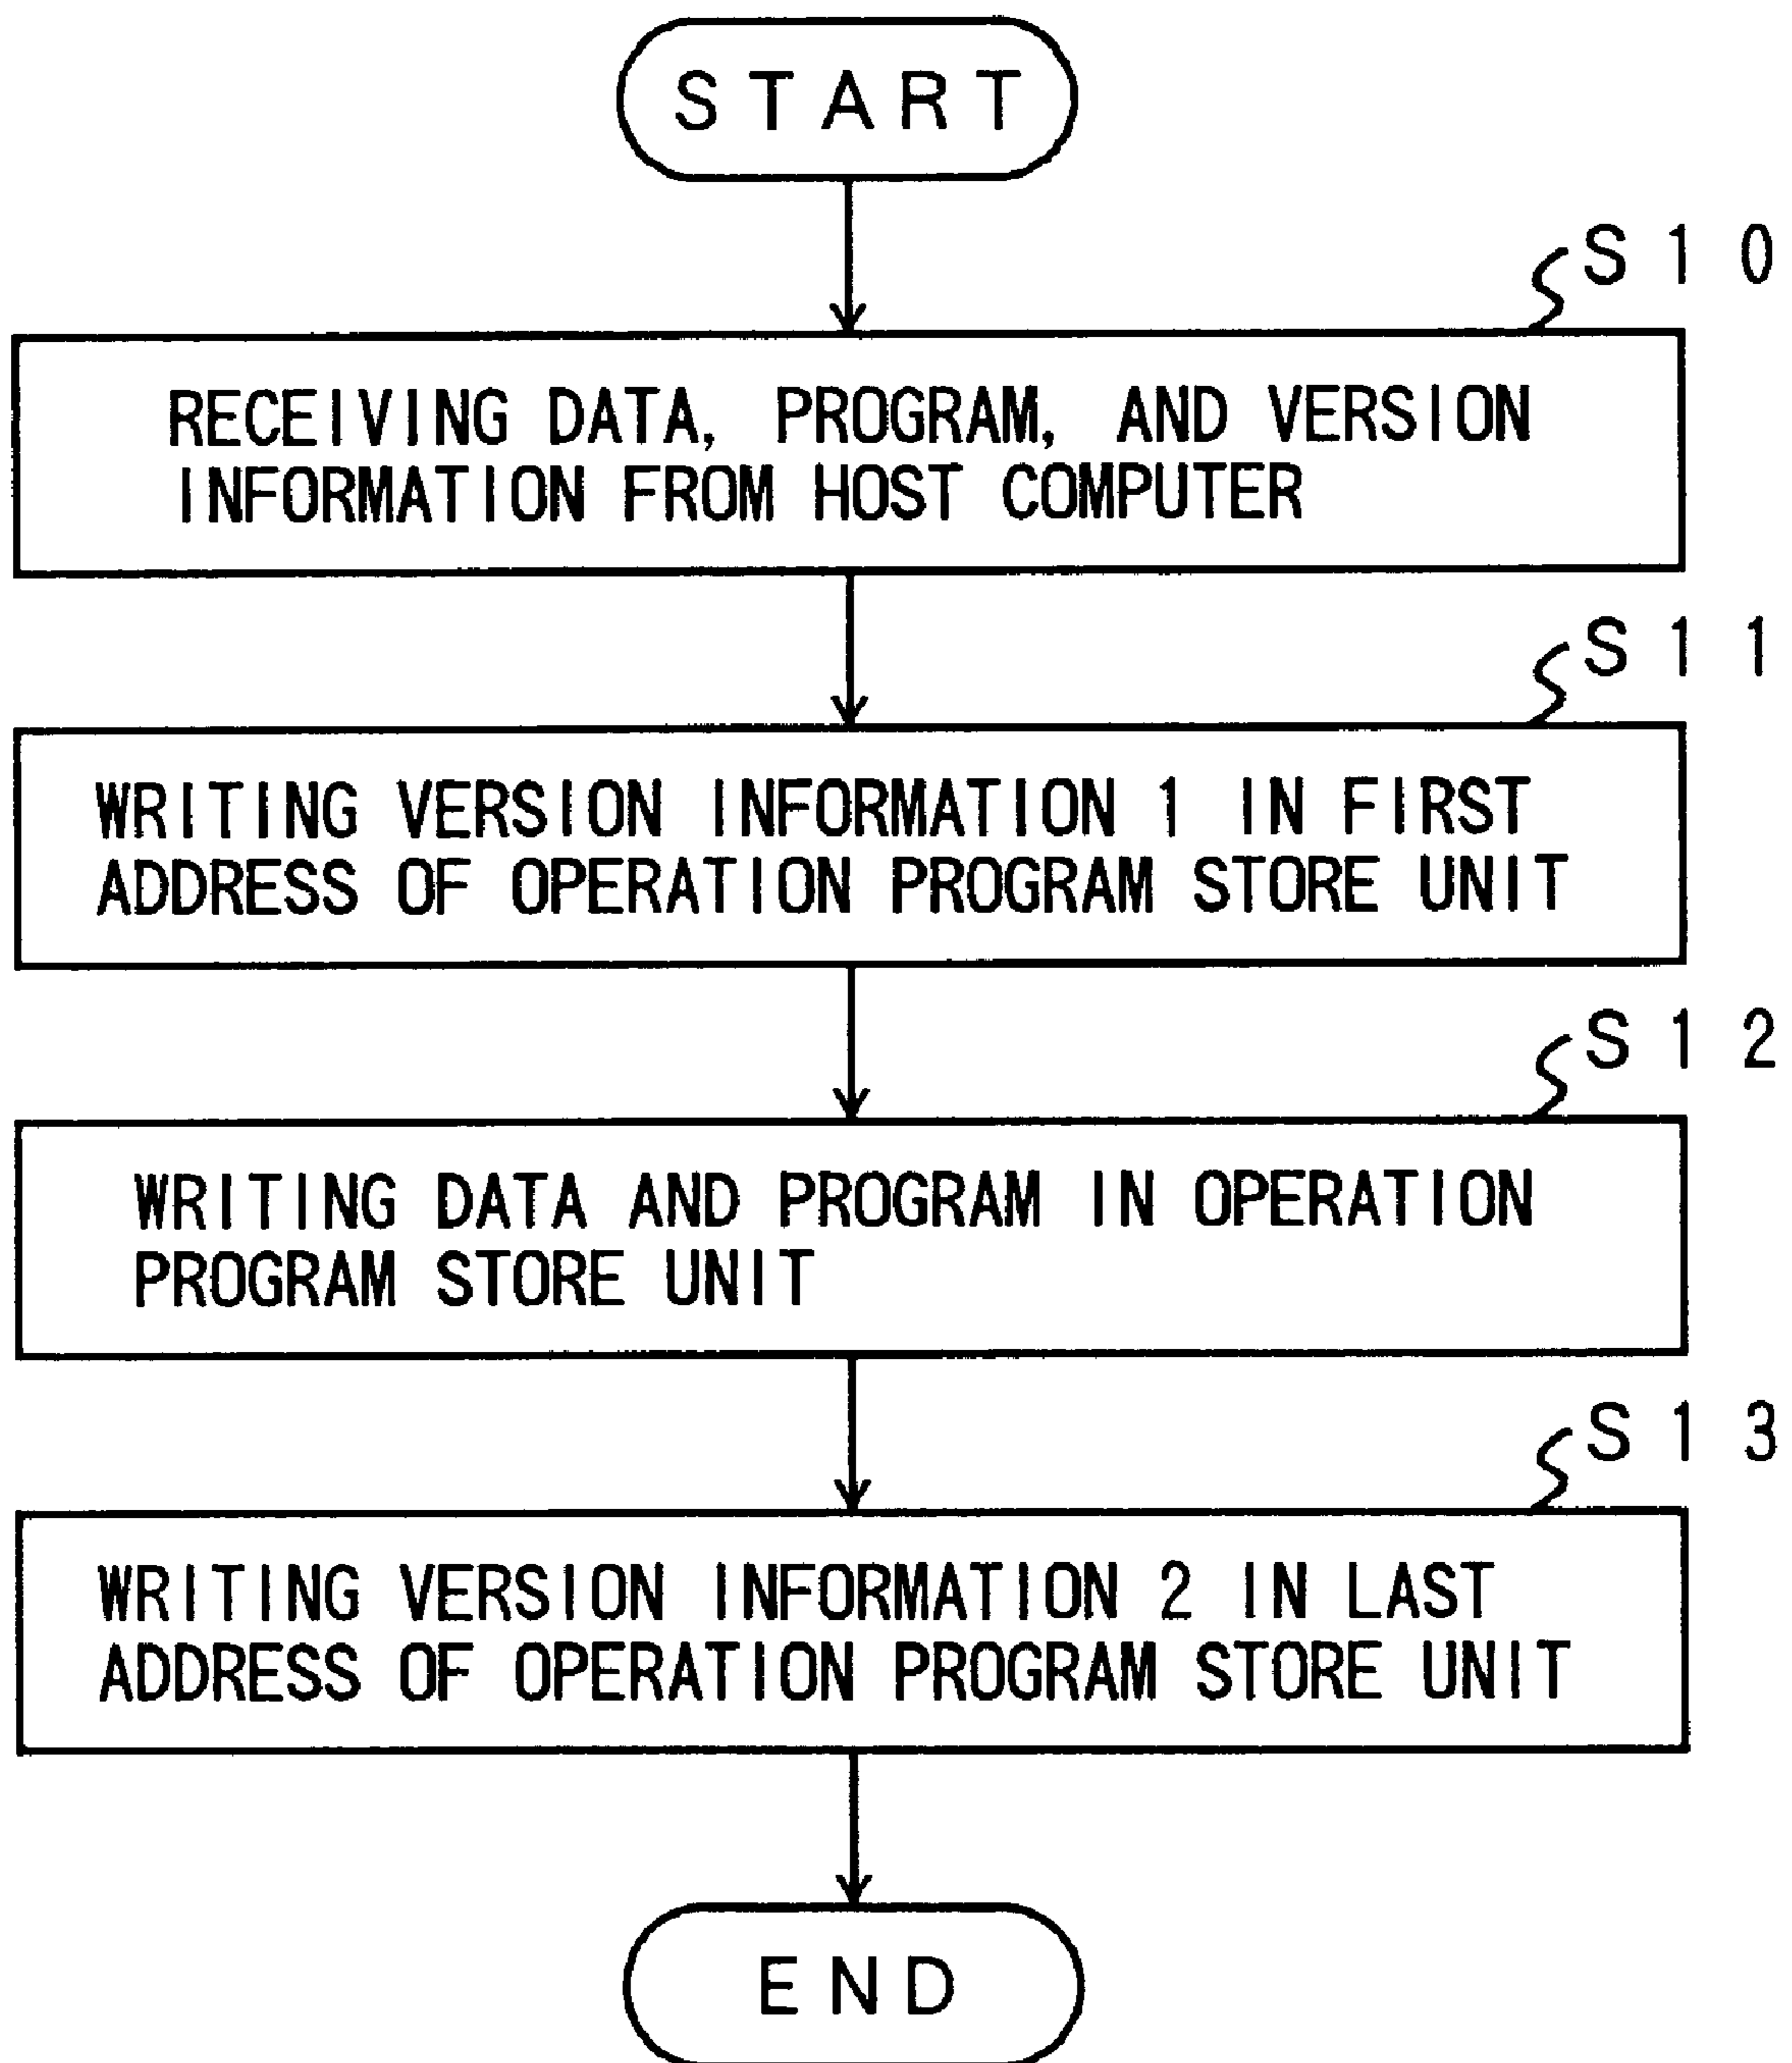 START
S10
RECEIVING DATA, PROGRAM, AND VERSION
INFORMATION FROM HOST COMPUTER
S11
WRITING VERSION INFORMATION 1 IN FIRST
ADDRESS OF OPERATION PROGRAM STORE UNIT
S12
WRITING DATA AND PROGRAM IN OPERATION
PROGRAM STORE UNIT
S13
WRITING VERSION INFORMATION 2 IN LAST
ADDRESS OF OPERATION PROGRAM STORE UNIT
END